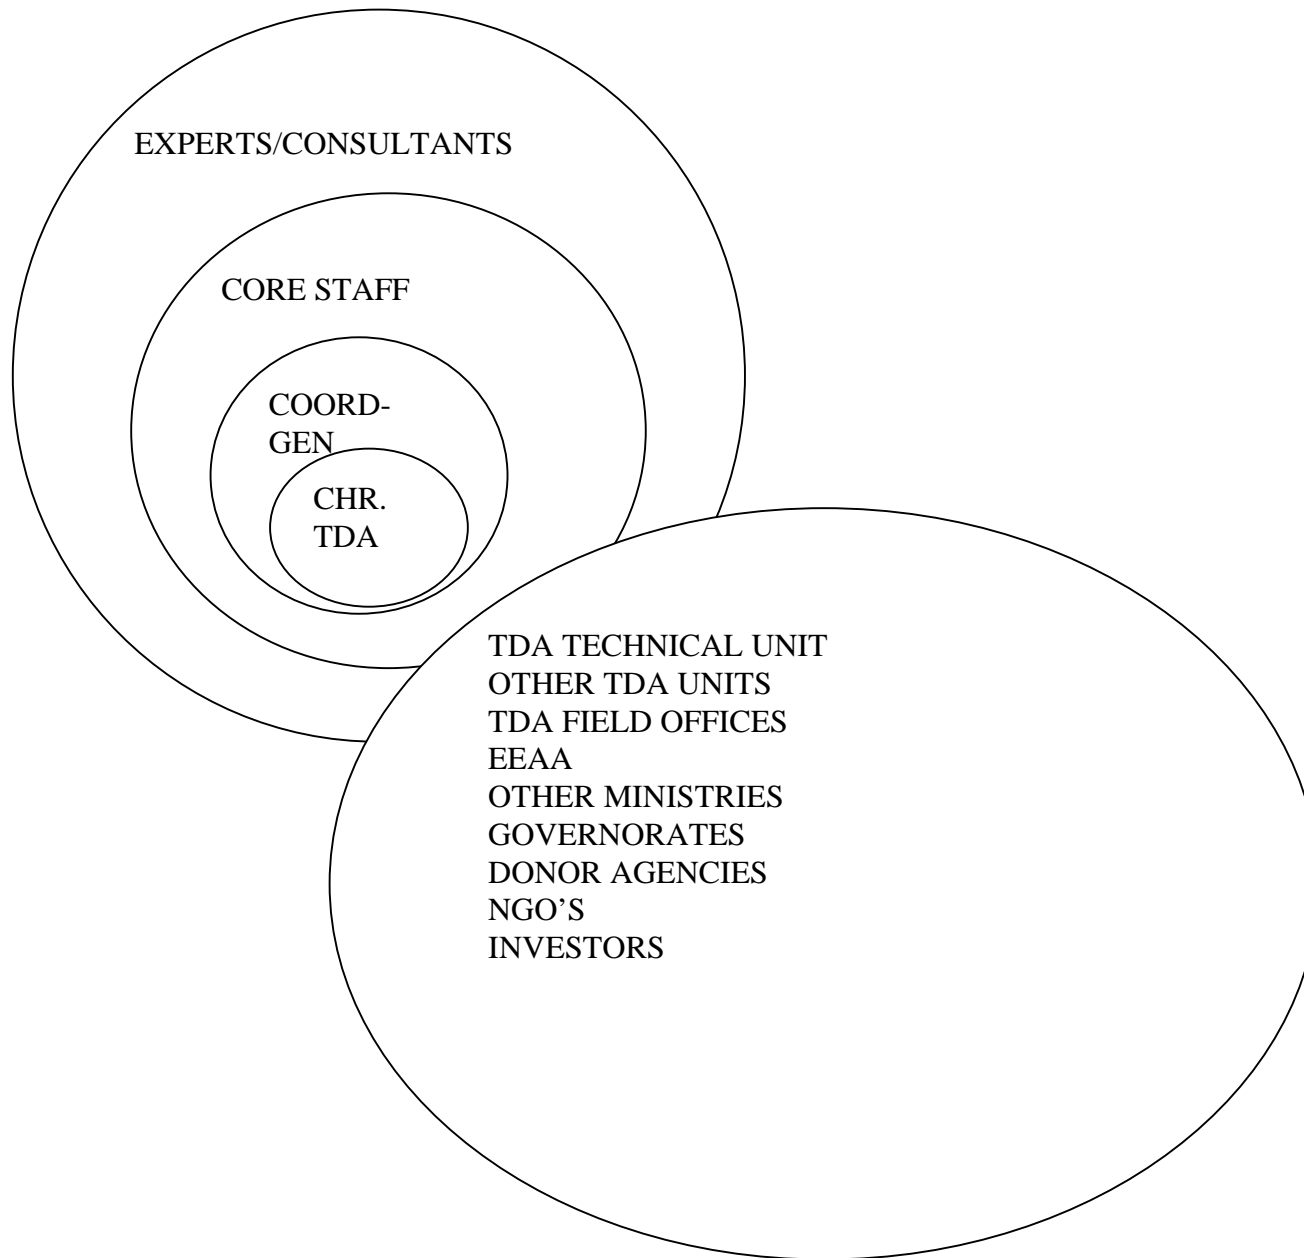 EXPERTS/CONSULTANTS
CORE STAFF
COORD-
GEN
CHR.
TDA
TDA TECHNICAL UNIT
OTHER TDA UNITS
TDA FIELD OFFICES
EEAA
OTHER MINISTRIES
GOVERNORATES
DONOR AGENCIES
NGO’S
INVESTORS